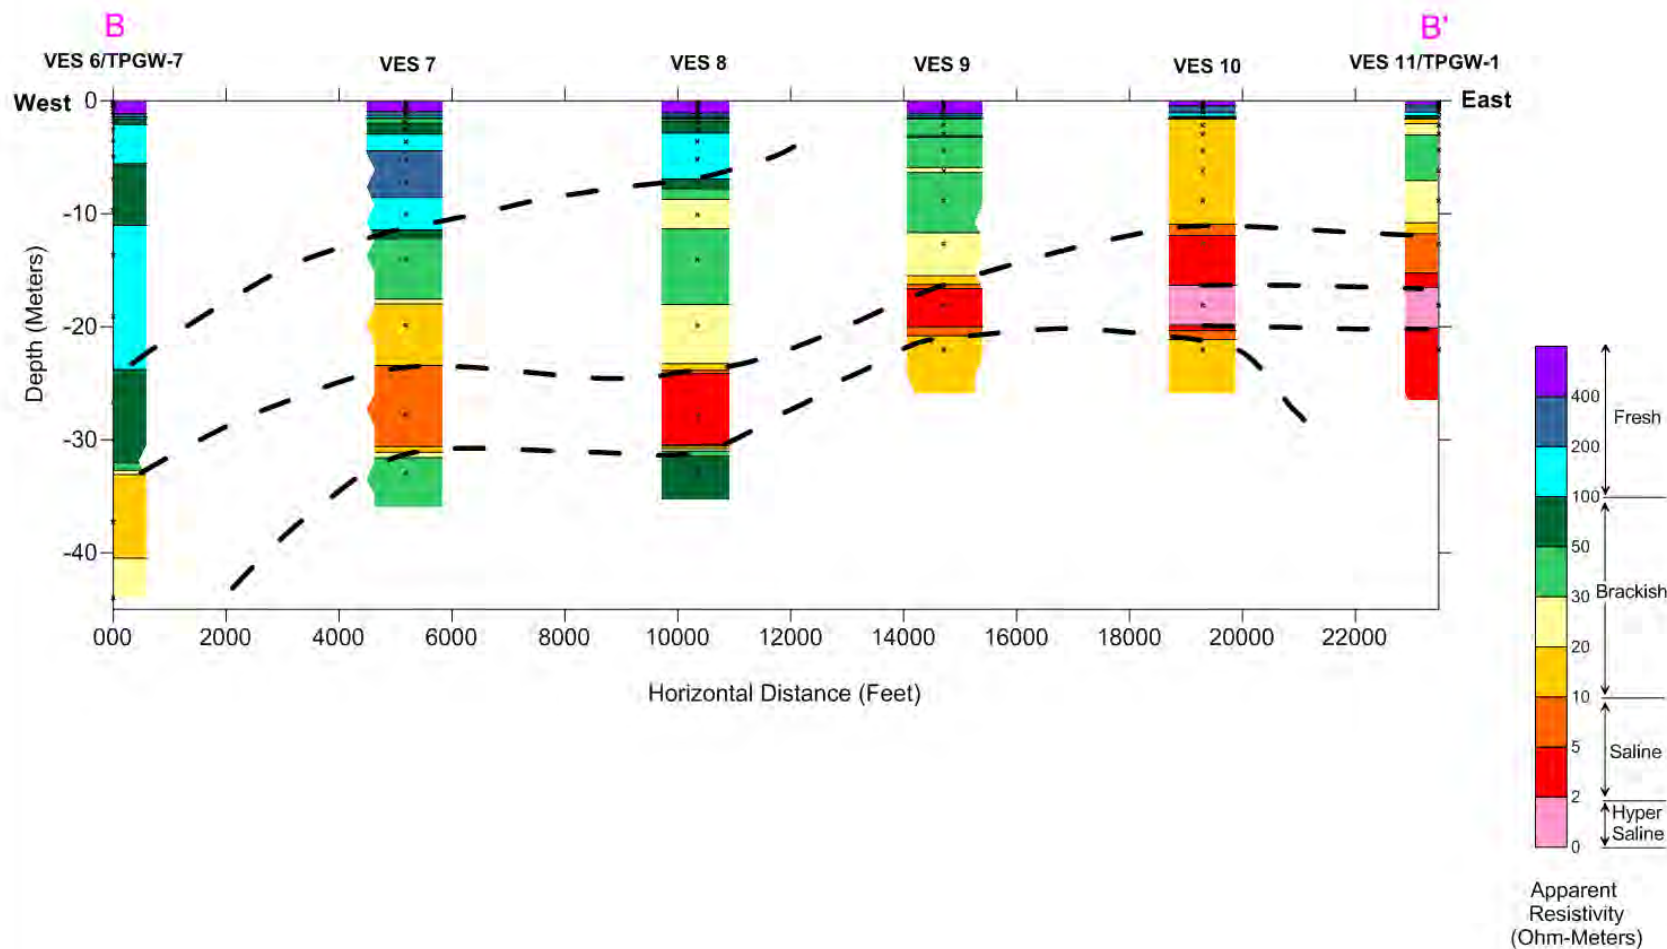 B
B'
VES 6/TPGW-7
VES 7
VES 8
VES 9
VES 10
VES 11/TPGW-1
West
East
0
-10
-20
-30
-40
Depth (Meters)
000
2000
4000
6000
8000
10000
12000
14000
16000
18000
20000
22000
Horizontal Distance (Feet)
400
Fresh
200
100
50
Brackish
30
20
10
5
Saline
2
Hyper
Saline
0
Apparent
Resistivity
(Ohm-Meters)